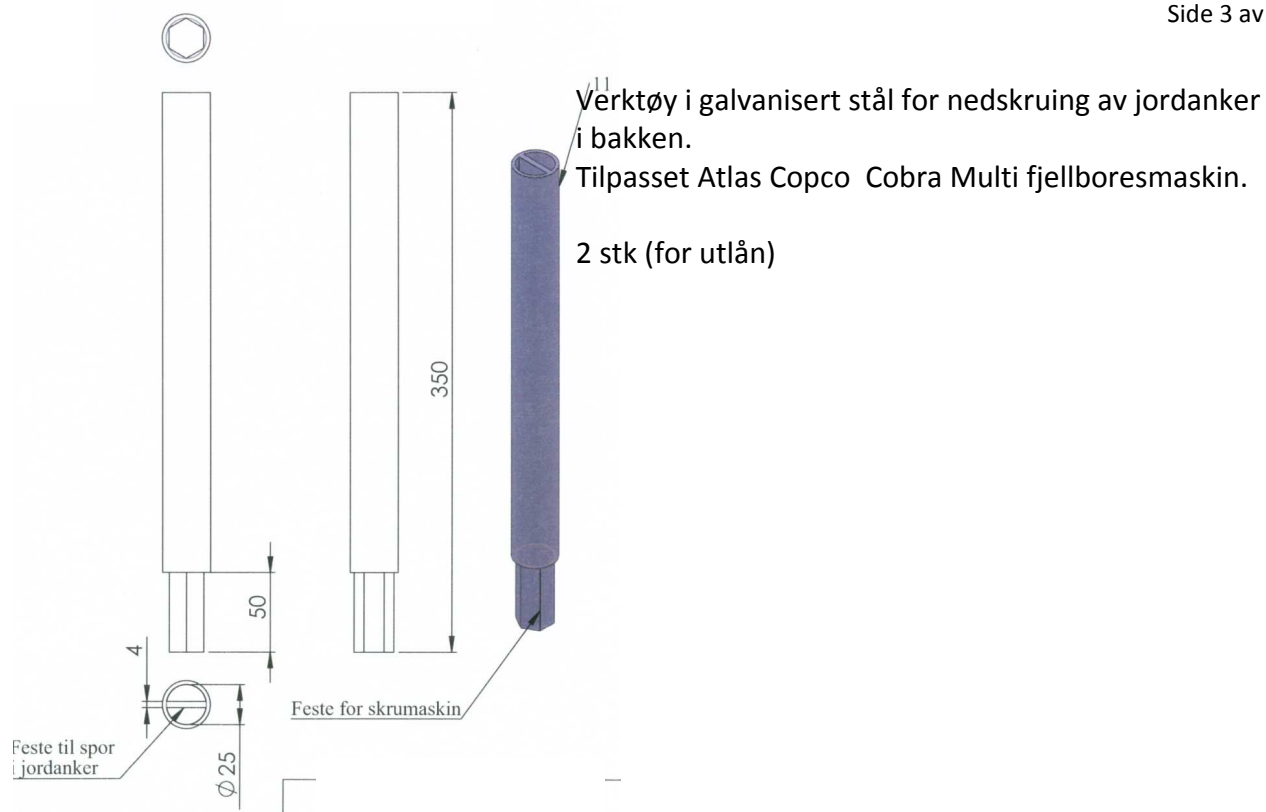 Side 3 av
11
Verktøy i galvanisert stål for nedskruing av jordanker
i bakken.
Tilpasset Atlas Copco  Cobra Multi fjellboresmaskin.
2 stk (for utlån)
350
50
4
Feste for skrumaskin
Feste til spor
i jordanker
Ø25